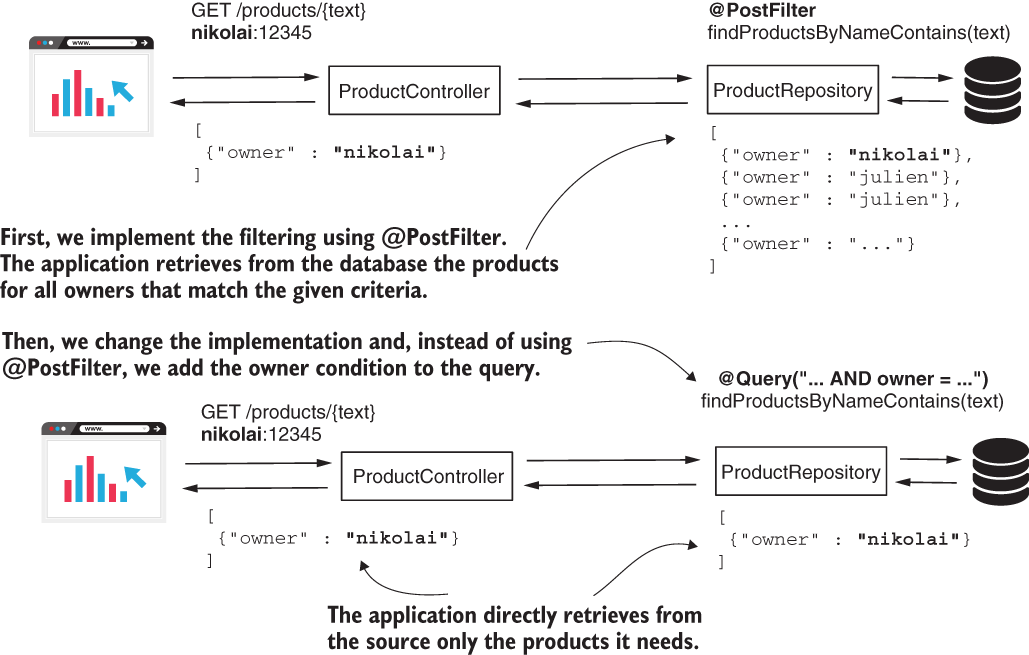 GET /products/{text}
nikolai:12345
@PostFilter
findProductsByNameContains(text)
www.
ProductController
ProductRepository
[
{"owner" : "nikolai"}
]
[
{"owner" : "nikolai"},
{"owner" : "julien"},
{"owner" : "julien"},
...
{"owner" : "..."}
]
First, we implement the filtering using @PostFilter.
The application retrieves from the database the products
for all owners that match the given criteria.
Then, we change the implementation and, instead of using
@PostFilter, we add the owner condition to the query.
@Query("... AND owner = ...")
findProductsByNameContains(text)
GET /products/{text}
nikolai:12345
www.
ProductController
ProductRepository
[
{"owner" : "nikolai"}
]
[
{"owner" : "nikolai"}
]
The application directly retrieves from
the source only the products it needs.